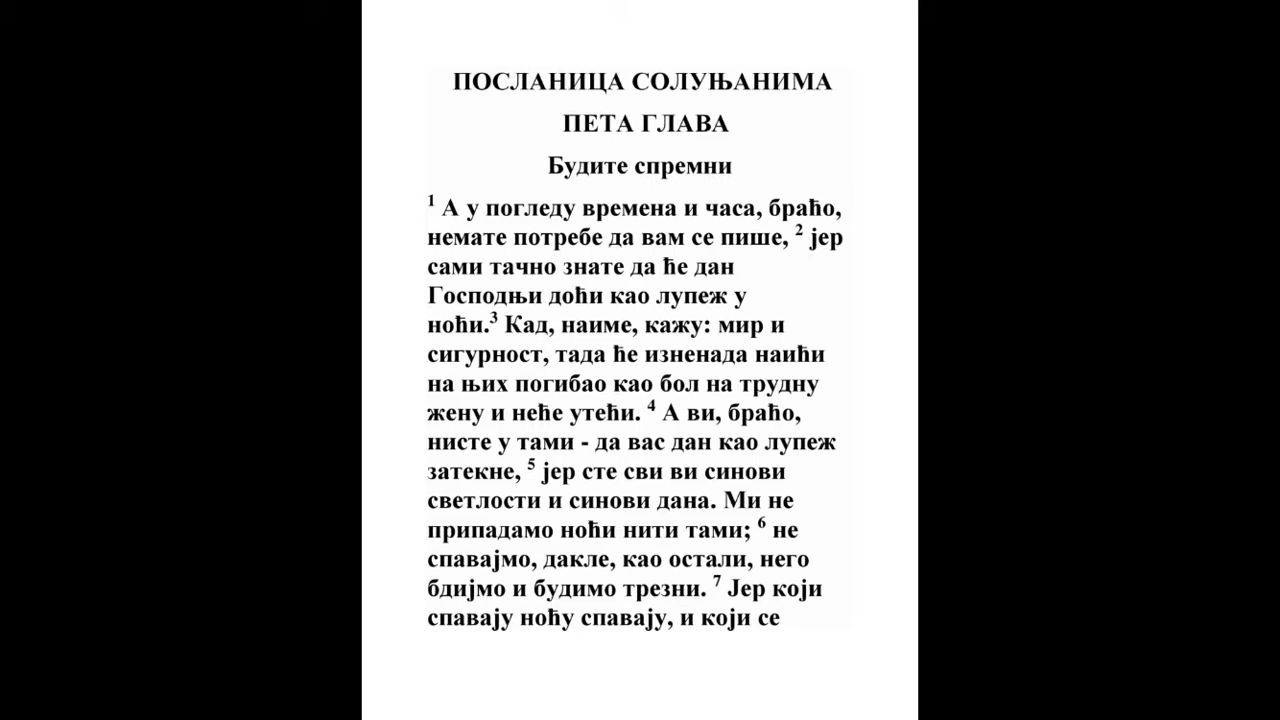 ПОСЛАНИЦА СОЛУЊАНИМА
ПЕТА ГЛАВА
Будите спремни
1 А у погледу времена и часа, браћо,
немате потребе да вам се пише, 2 јер
сами тачно знате да ће дан
Господњи доћи као лупеж у
ноћи.3 Кад, наиме, кажу: мир и
сигурност, тада ће изненада наићи
на њих погибао као бол на трудну
жену и неће утећи. 4 А ви, браћо,
нисте у тами - да вас дан као лупеж
затекне, 5 јер сте сви ви синови
светлости и синови дана. Ми не
припадамо ноћи нити тами; 6 не
спавајмо, дакле, као остали, него
бдијмо и будимо трезни. 7 Јер који
спавају ноћу спавају, и који се